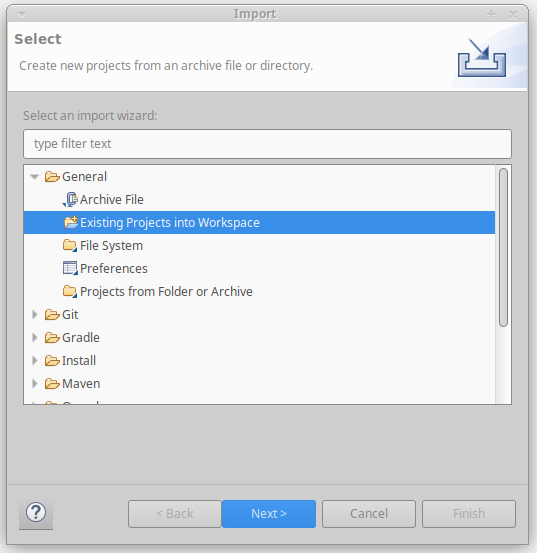 Import
Select
Create new projects from an archive file or directory.
Select an import wizard:
type filter text
General
Archive File
Existing Projects into Workspace
File System
Preferences
Projects from Folder or Archive
Git
Gradle
Install
Maven
?
< Back
Next >
Cancel
Finish